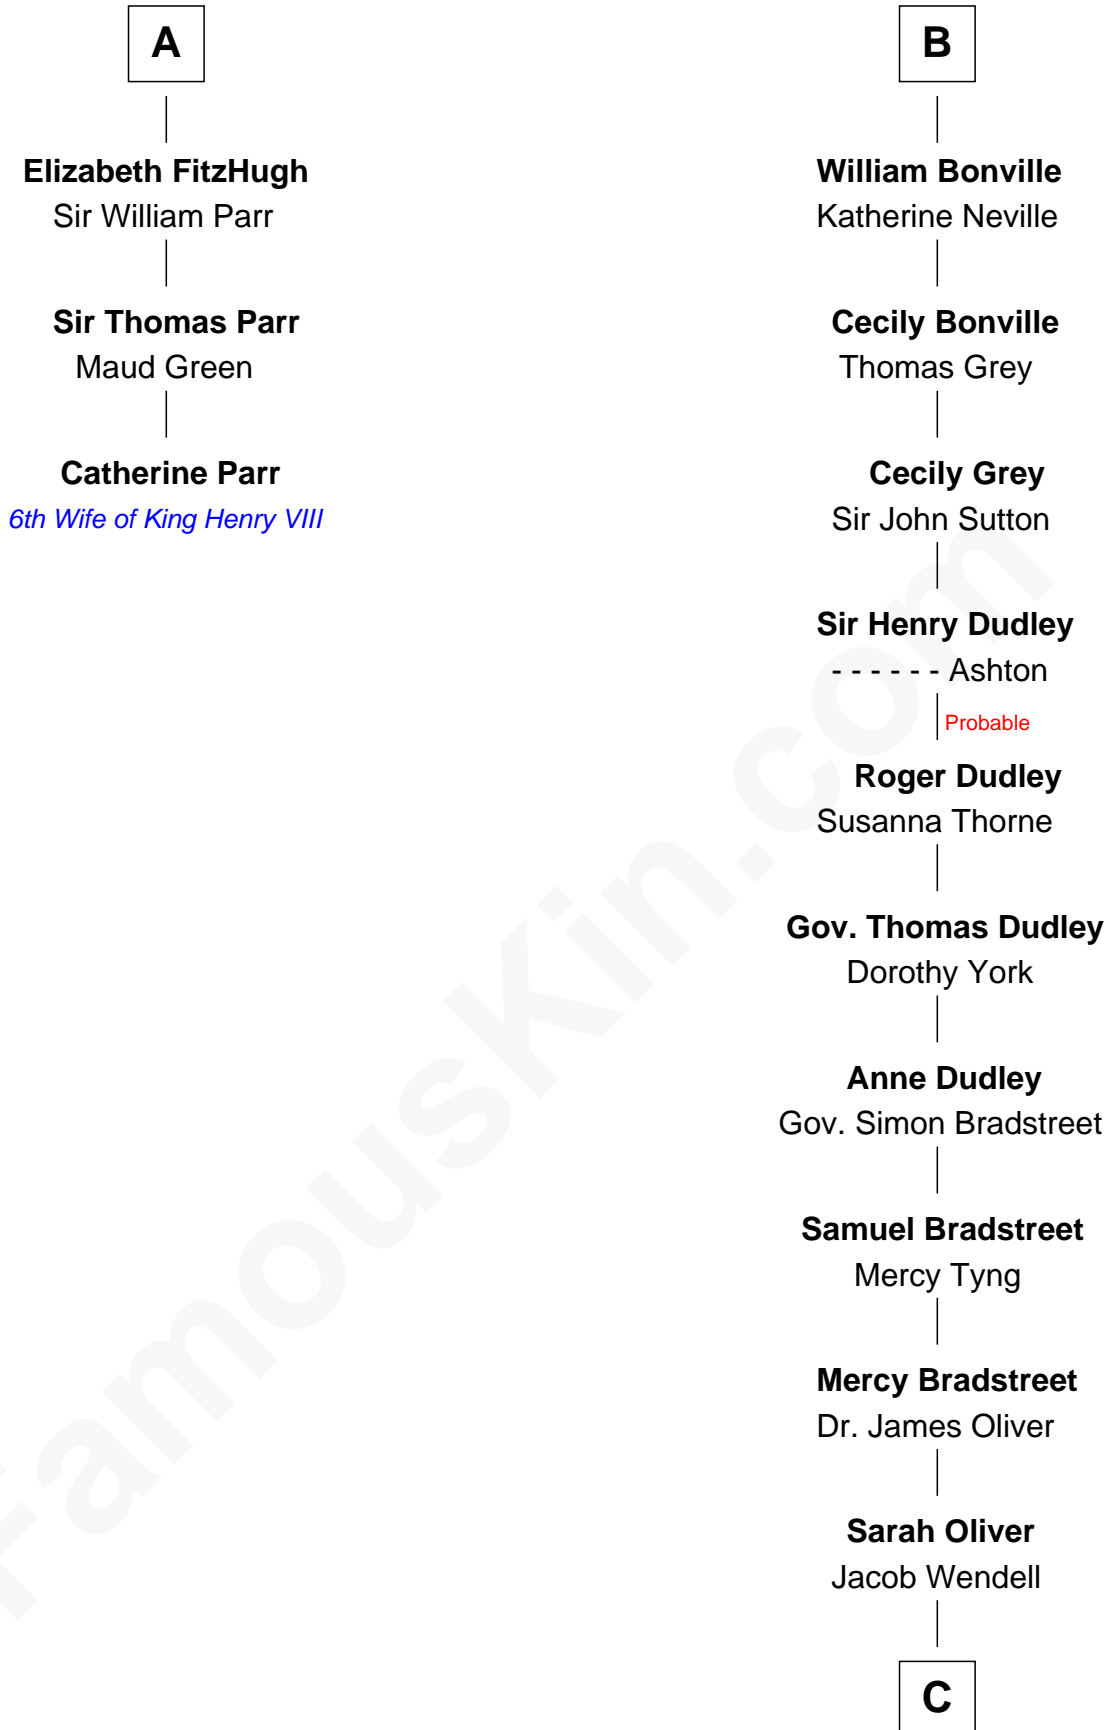 A
Elizabeth FitzHugh
Sir William Parr
Sir Thomas Parr
Maud Green
Catherine Parr
6th Wife of King Henry VIII
B
William Bonville
Katherine Neville
Cecily Bonville
Thomas Grey
Cecily Grey
Sir John Sutton
Sir Henry Dudley
- - - - - - Ashton
Probable
Roger Dudley
Susanna Thorne
Gov. Thomas Dudley
Dorothy York
Anne Dudley
Gov. Simon Bradstreet
Samuel Bradstreet
Mercy Tyng
Mercy Bradstreet
Dr. James Oliver
Sarah Oliver
Jacob Wendell
C
FamousKin.com